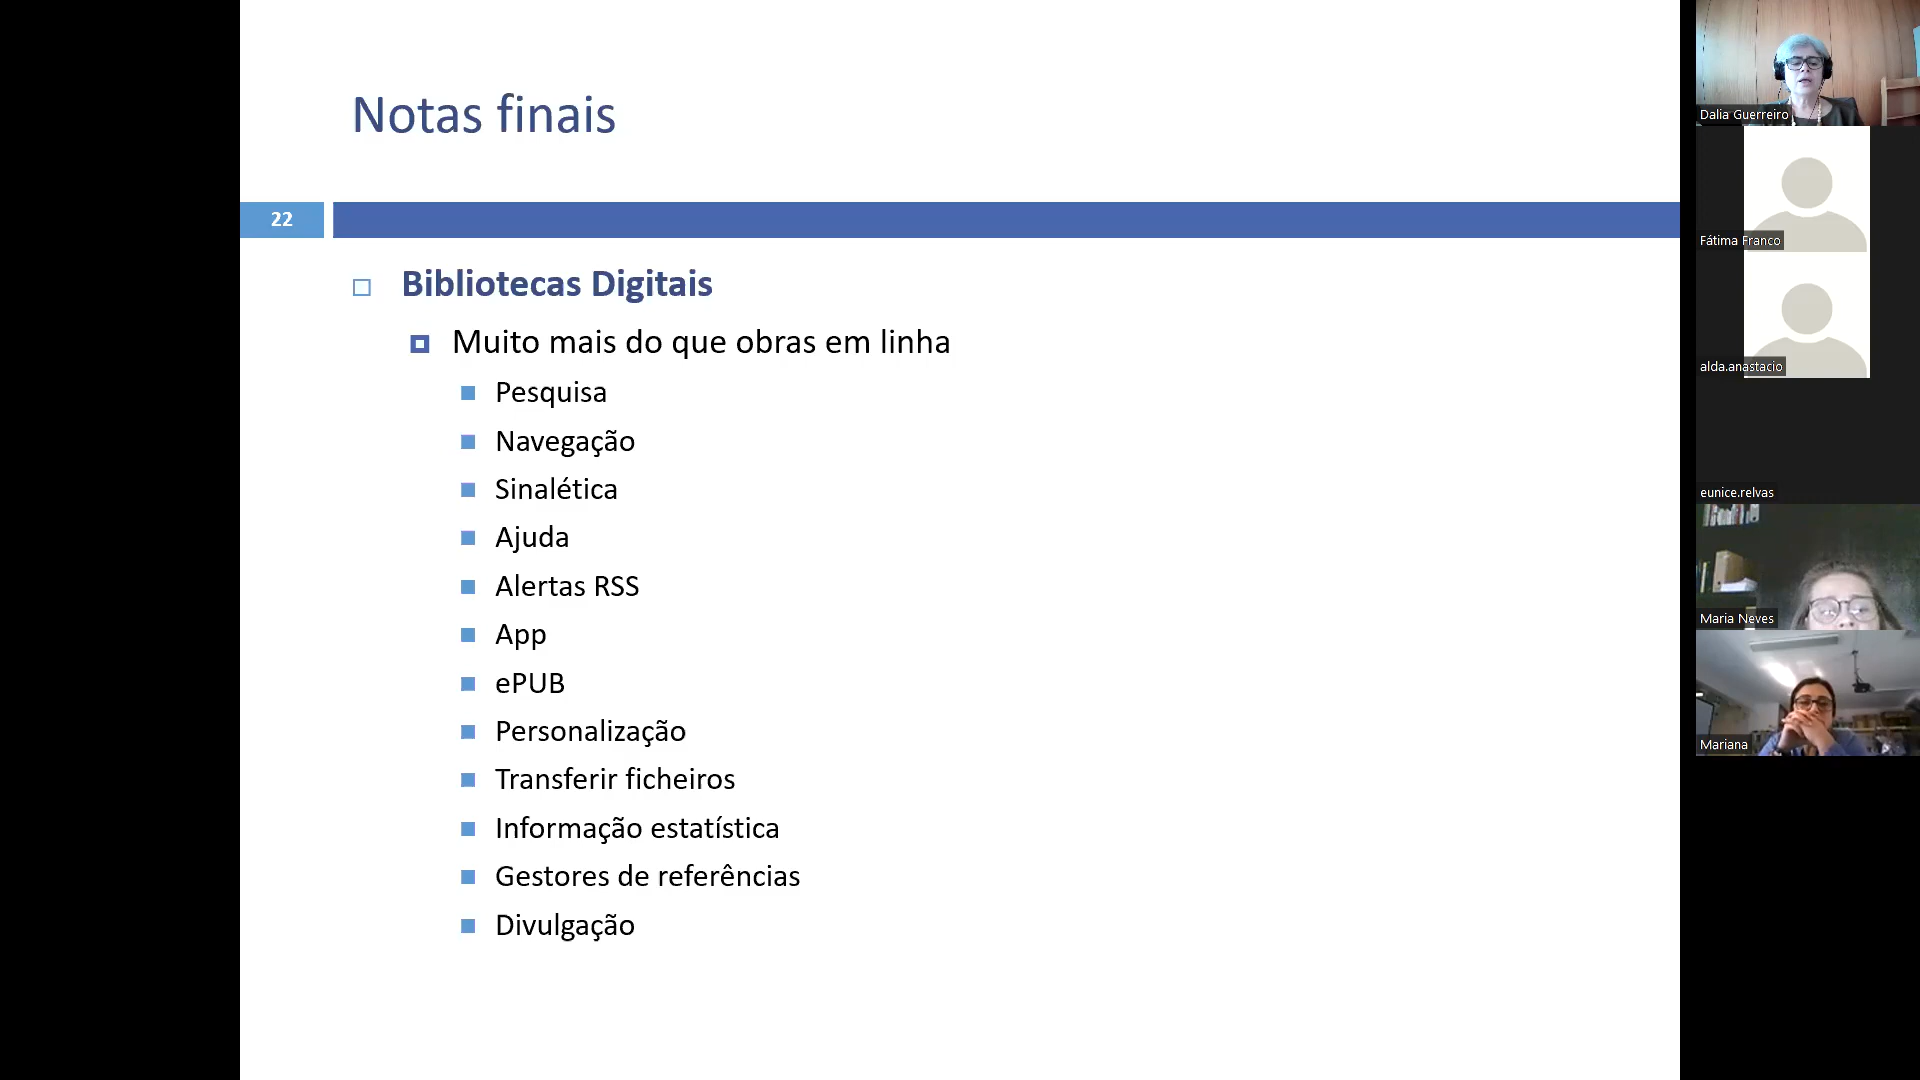 Notas finais
22
Bibliotecas Digitais
Muito mais do que obras em linha
Pesquisa
Navegação
Sinalética
Ajuda
Alertas RSS
App
ePUB
Personalização
Transferir ficheiros
Informação estatística
Gestores de referências
Divulgação
Dalia Guerreiro
Fátima Franco
alda.anastacio
eunice.relvas
Maria Neves
Mariana